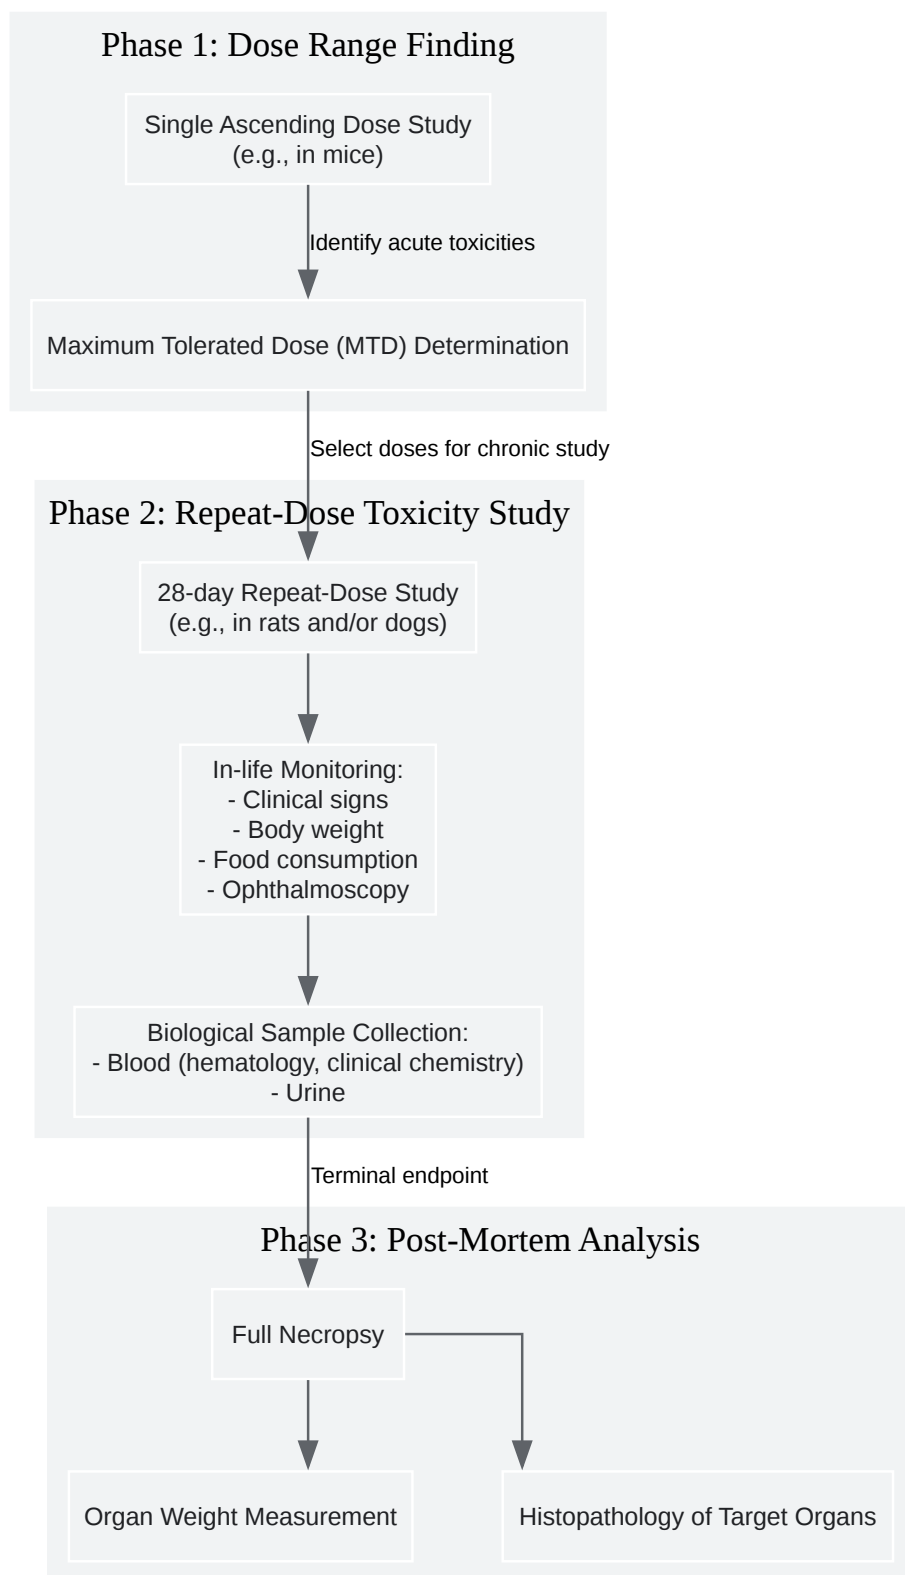 Phase 1: Dose Range Finding
Single Ascending Dose Study
(e.g., in mice)
Identify acute toxicities
Maximum Tolerated Dose (MTD) Determination
Select doses for chronic study
Phase 2: Repeat-Dose Toxicity Study
28-day Repeat-Dose Study
(e.g., in rats and/or dogs)
In-life Monitoring:
- Clinical signs
- Body weight
- Food consumption
- Ophthalmoscopy
Biological Sample Collection:
- Blood (hematology, clinical chemistry)
- Urine
Terminal endpoint
Phase 3: Post-Mortem Analysis
Full Necropsy
Organ Weight Measurement
Histopathology of Target Organs